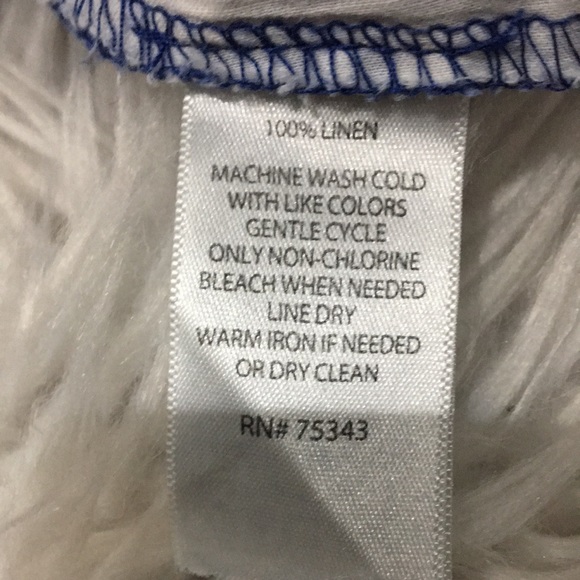 100% LINEN
MACHINE WASH COLD
WITH LIKE COLORS
GENTLE CYCLE
ONLY NON-CHLORINE
BLEACH WHEN NEEDED
LINE DRY
WARM IRON IF NEEDED
OR DRY CLEAN
RN# 75343